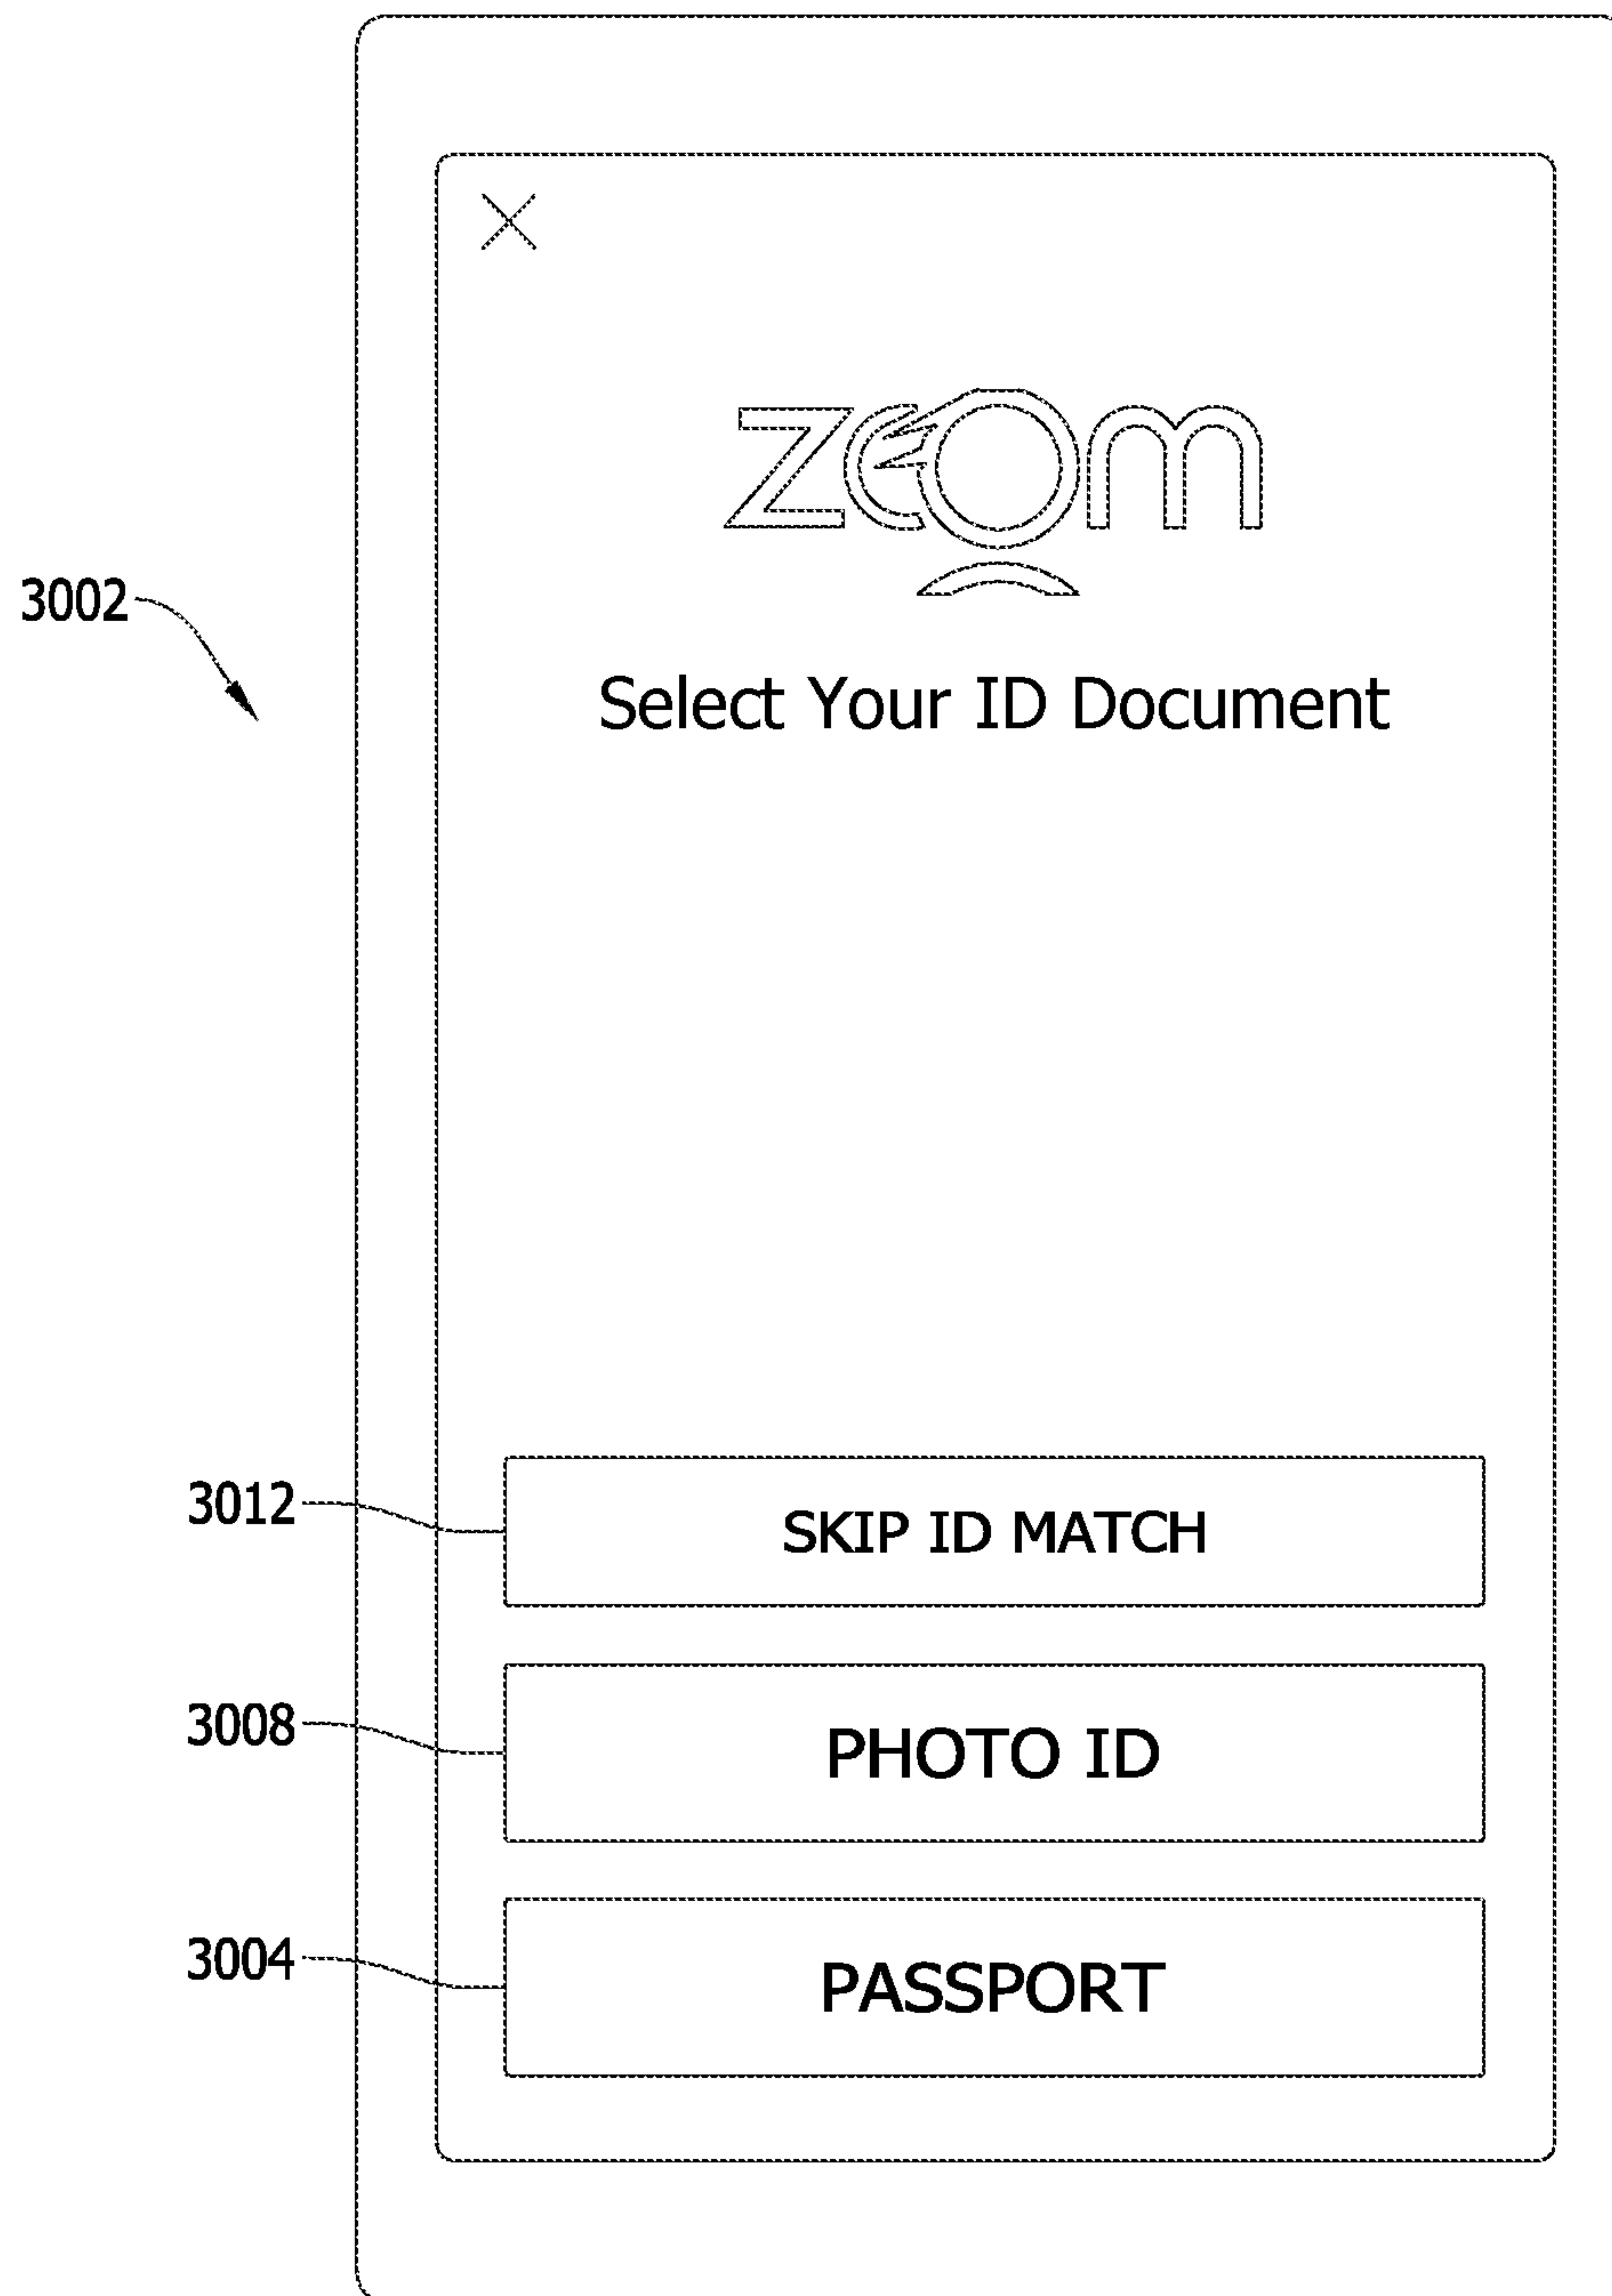 zoom
3002
Select Your ID Document
3012
SKIP ID MATCH
3008
PHOTO ID
3004
PASSPORT